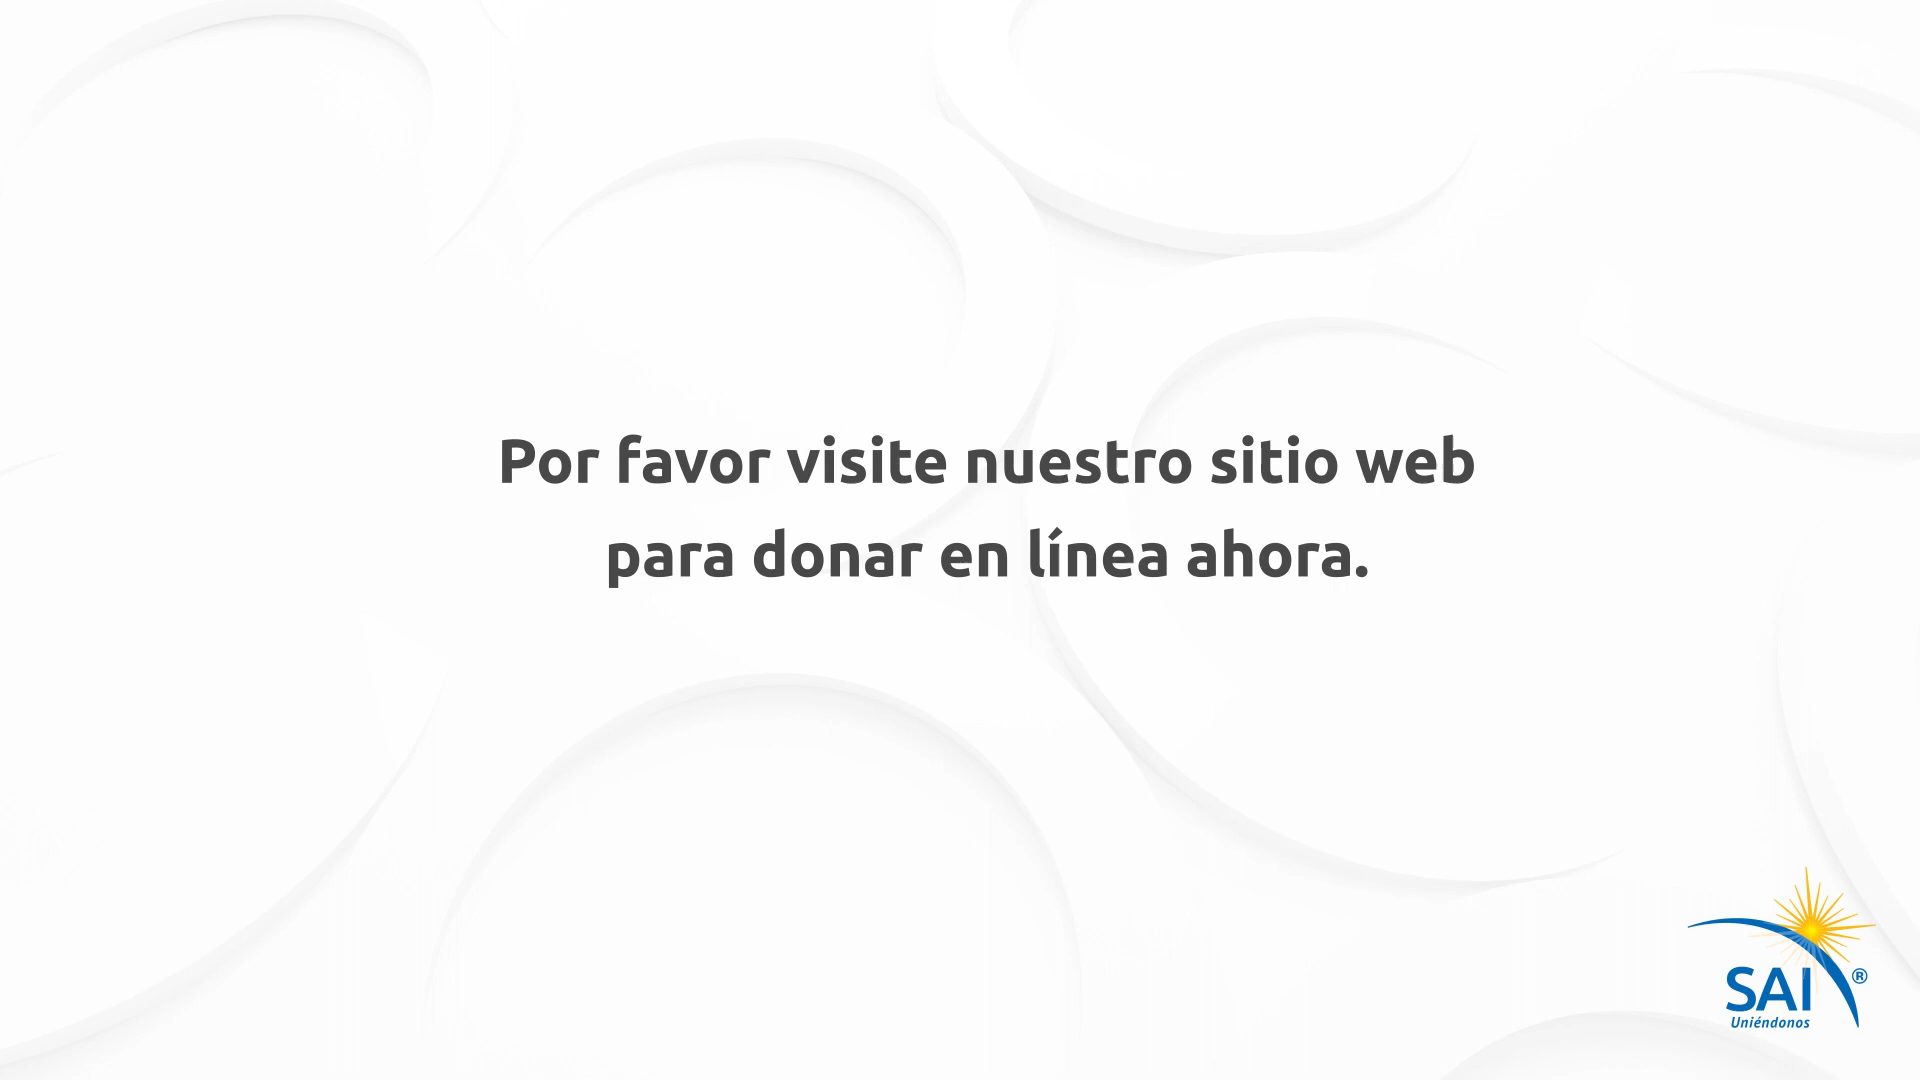 Por favor visite nuestro sitio web
para donar en línea ahora.
SAI®
Uniéndonos